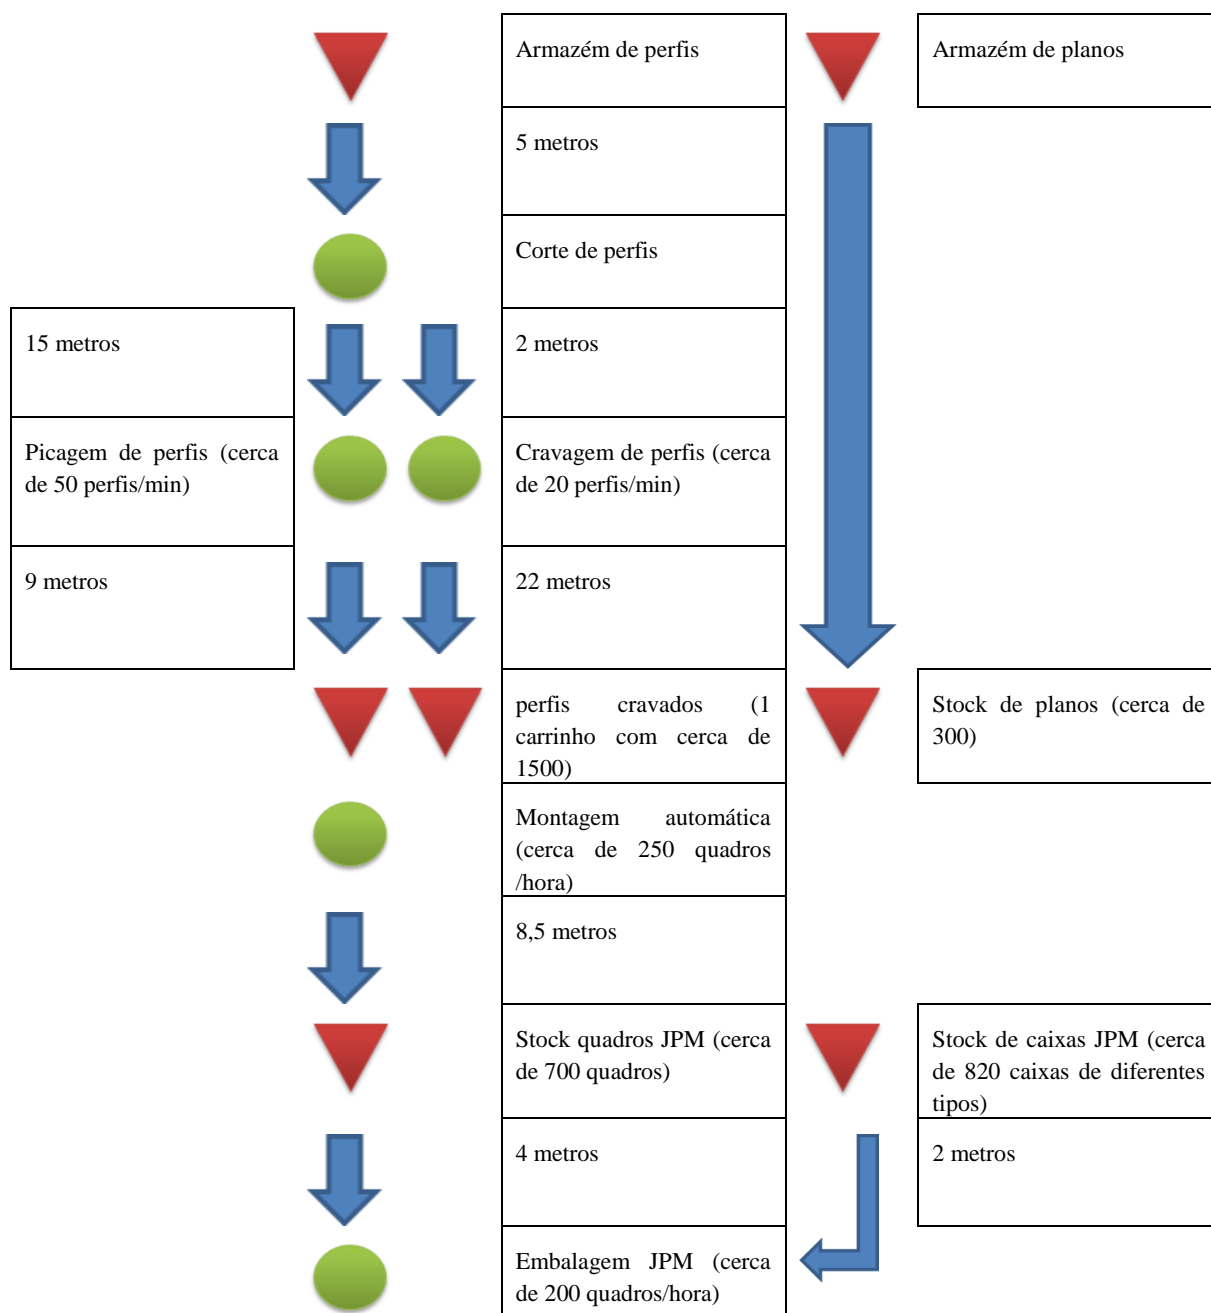 Armazém de perfis
Armazém de planos
5 metros
Corte de perfis
15 metros
2 metros
Picagem de perfis (cerca
de 50 perfis/min)
Cravagem de perfis (cerca
de 20 perfis/min)
9 metros
22 metros
perfis cravados (1
carrinho com cerca de
1500)
Stock de planos (cerca de
300)
Montagem automática
(cerca de 250 quadros
/hora)
8,5 metros
Stock quadros JPM (cerca
de 700 quadros)
Stock de caixas JPM (cerca
de 820 caixas de diferentes
tipos)
4 metros
2 metros
Embalagem JPM (cerca
de 200 quadros/hora)